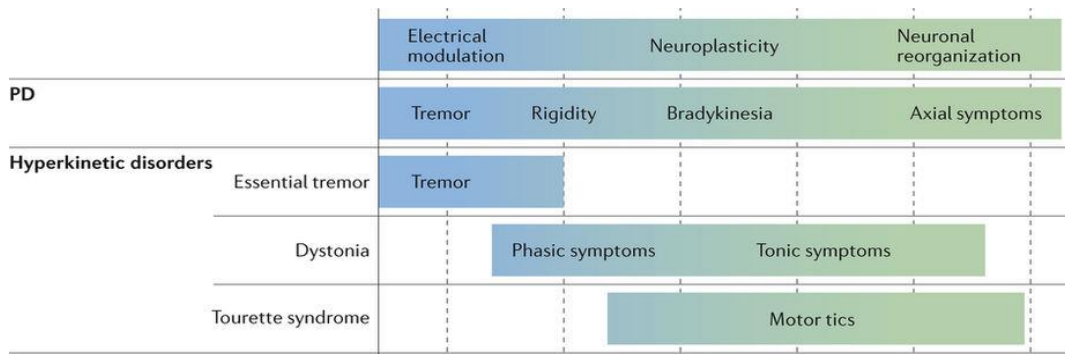 Electrical
modulation
Neuroplasticity
Neuronal
reorganization
PD
Tremor
Rigidity
Bradykinesia
Axial symptoms
Hyperkinetic disorders
Essential tremor
Tremor
Dystonia
Phasic symptoms
Tonic symptoms
Tourette syndrome
Motor tics